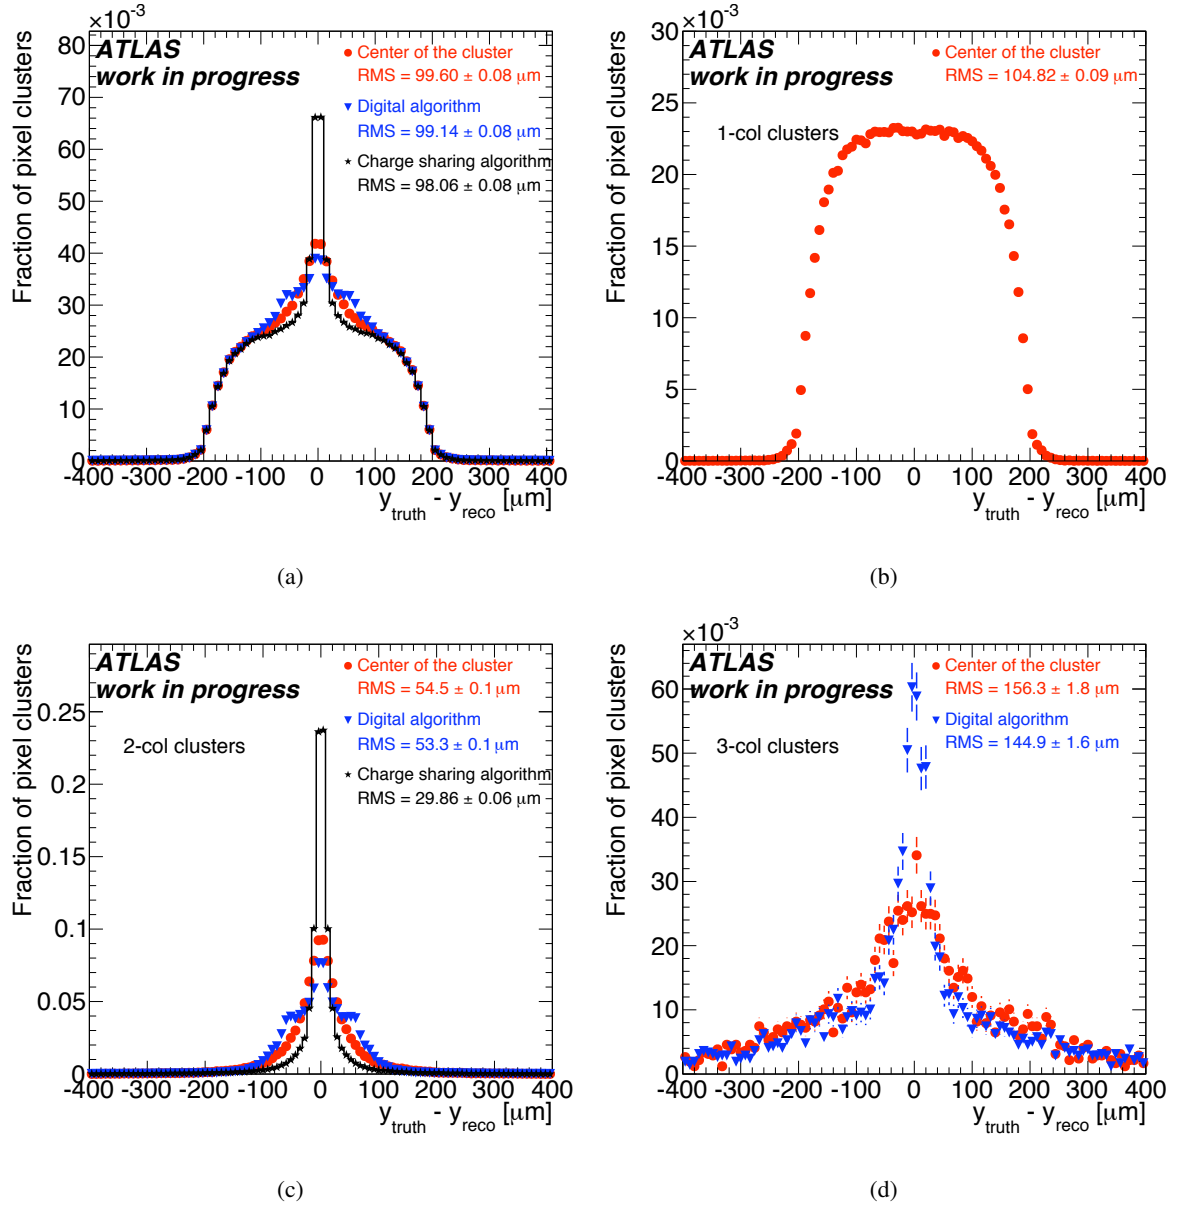 ×10⁻³
ATLAS
work in progress
Center of the cluster
RMS = 99.60 ± 0.08 μm
Digital algorithm
RMS = 99.14 ± 0.08 μm
Charge sharing algorithm
RMS = 98.06 ± 0.08 μm
Fraction of pixel clusters
80
70
60
50
40
30
20
10
0
-400 -300 -200 -100 0 100 200 300 400
y_truth - y_reco [μm]
(a)
×10⁻³
ATLAS
work in progress
Center of the cluster
RMS = 104.82 ± 0.09 μm
1-col clusters
Fraction of pixel clusters
30
25
20
15
10
5
0
-400 -300 -200 -100 0 100 200 300 400
y_truth - y_reco [μm]
(b)
ATLAS
work in progress
Center of the cluster
RMS = 54.5 ± 0.1 μm
Digital algorithm
RMS = 53.3 ± 0.1 μm
Charge sharing algorithm
RMS = 29.86 ± 0.06 μm
2-col clusters
Fraction of pixel clusters
0.25
0.2
0.15
0.1
0.05
0
-400 -300 -200 -100 0 100 200 300 400
y_truth - y_reco [μm]
(c)
×10⁻³
ATLAS
work in progress
Center of the cluster
RMS = 156.3 ± 1.8 μm
Digital algorithm
RMS = 144.9 ± 1.6 μm
3-col clusters
Fraction of pixel clusters
60
50
40
30
20
10
0
-400 -300 -200 -100 0 100 200 300 400
y_truth - y_reco [μm]
(d)